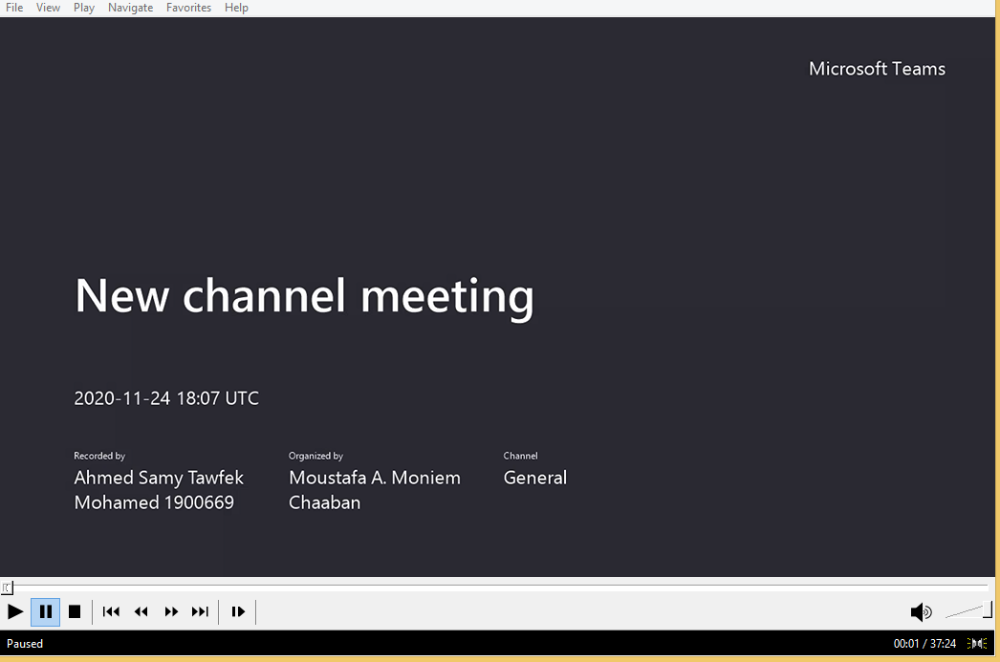 File View Play Navigate Favorites Help
Microsoft Teams
New channel meeting
2020-11-24 18:07 UTC
Recorded by
Ahmed Samy Tawfek
Mohamed 1900669
Organized by
Moustafa A. Moniem
Chaaban
Channel
General
Paused
00:01 / 37:24